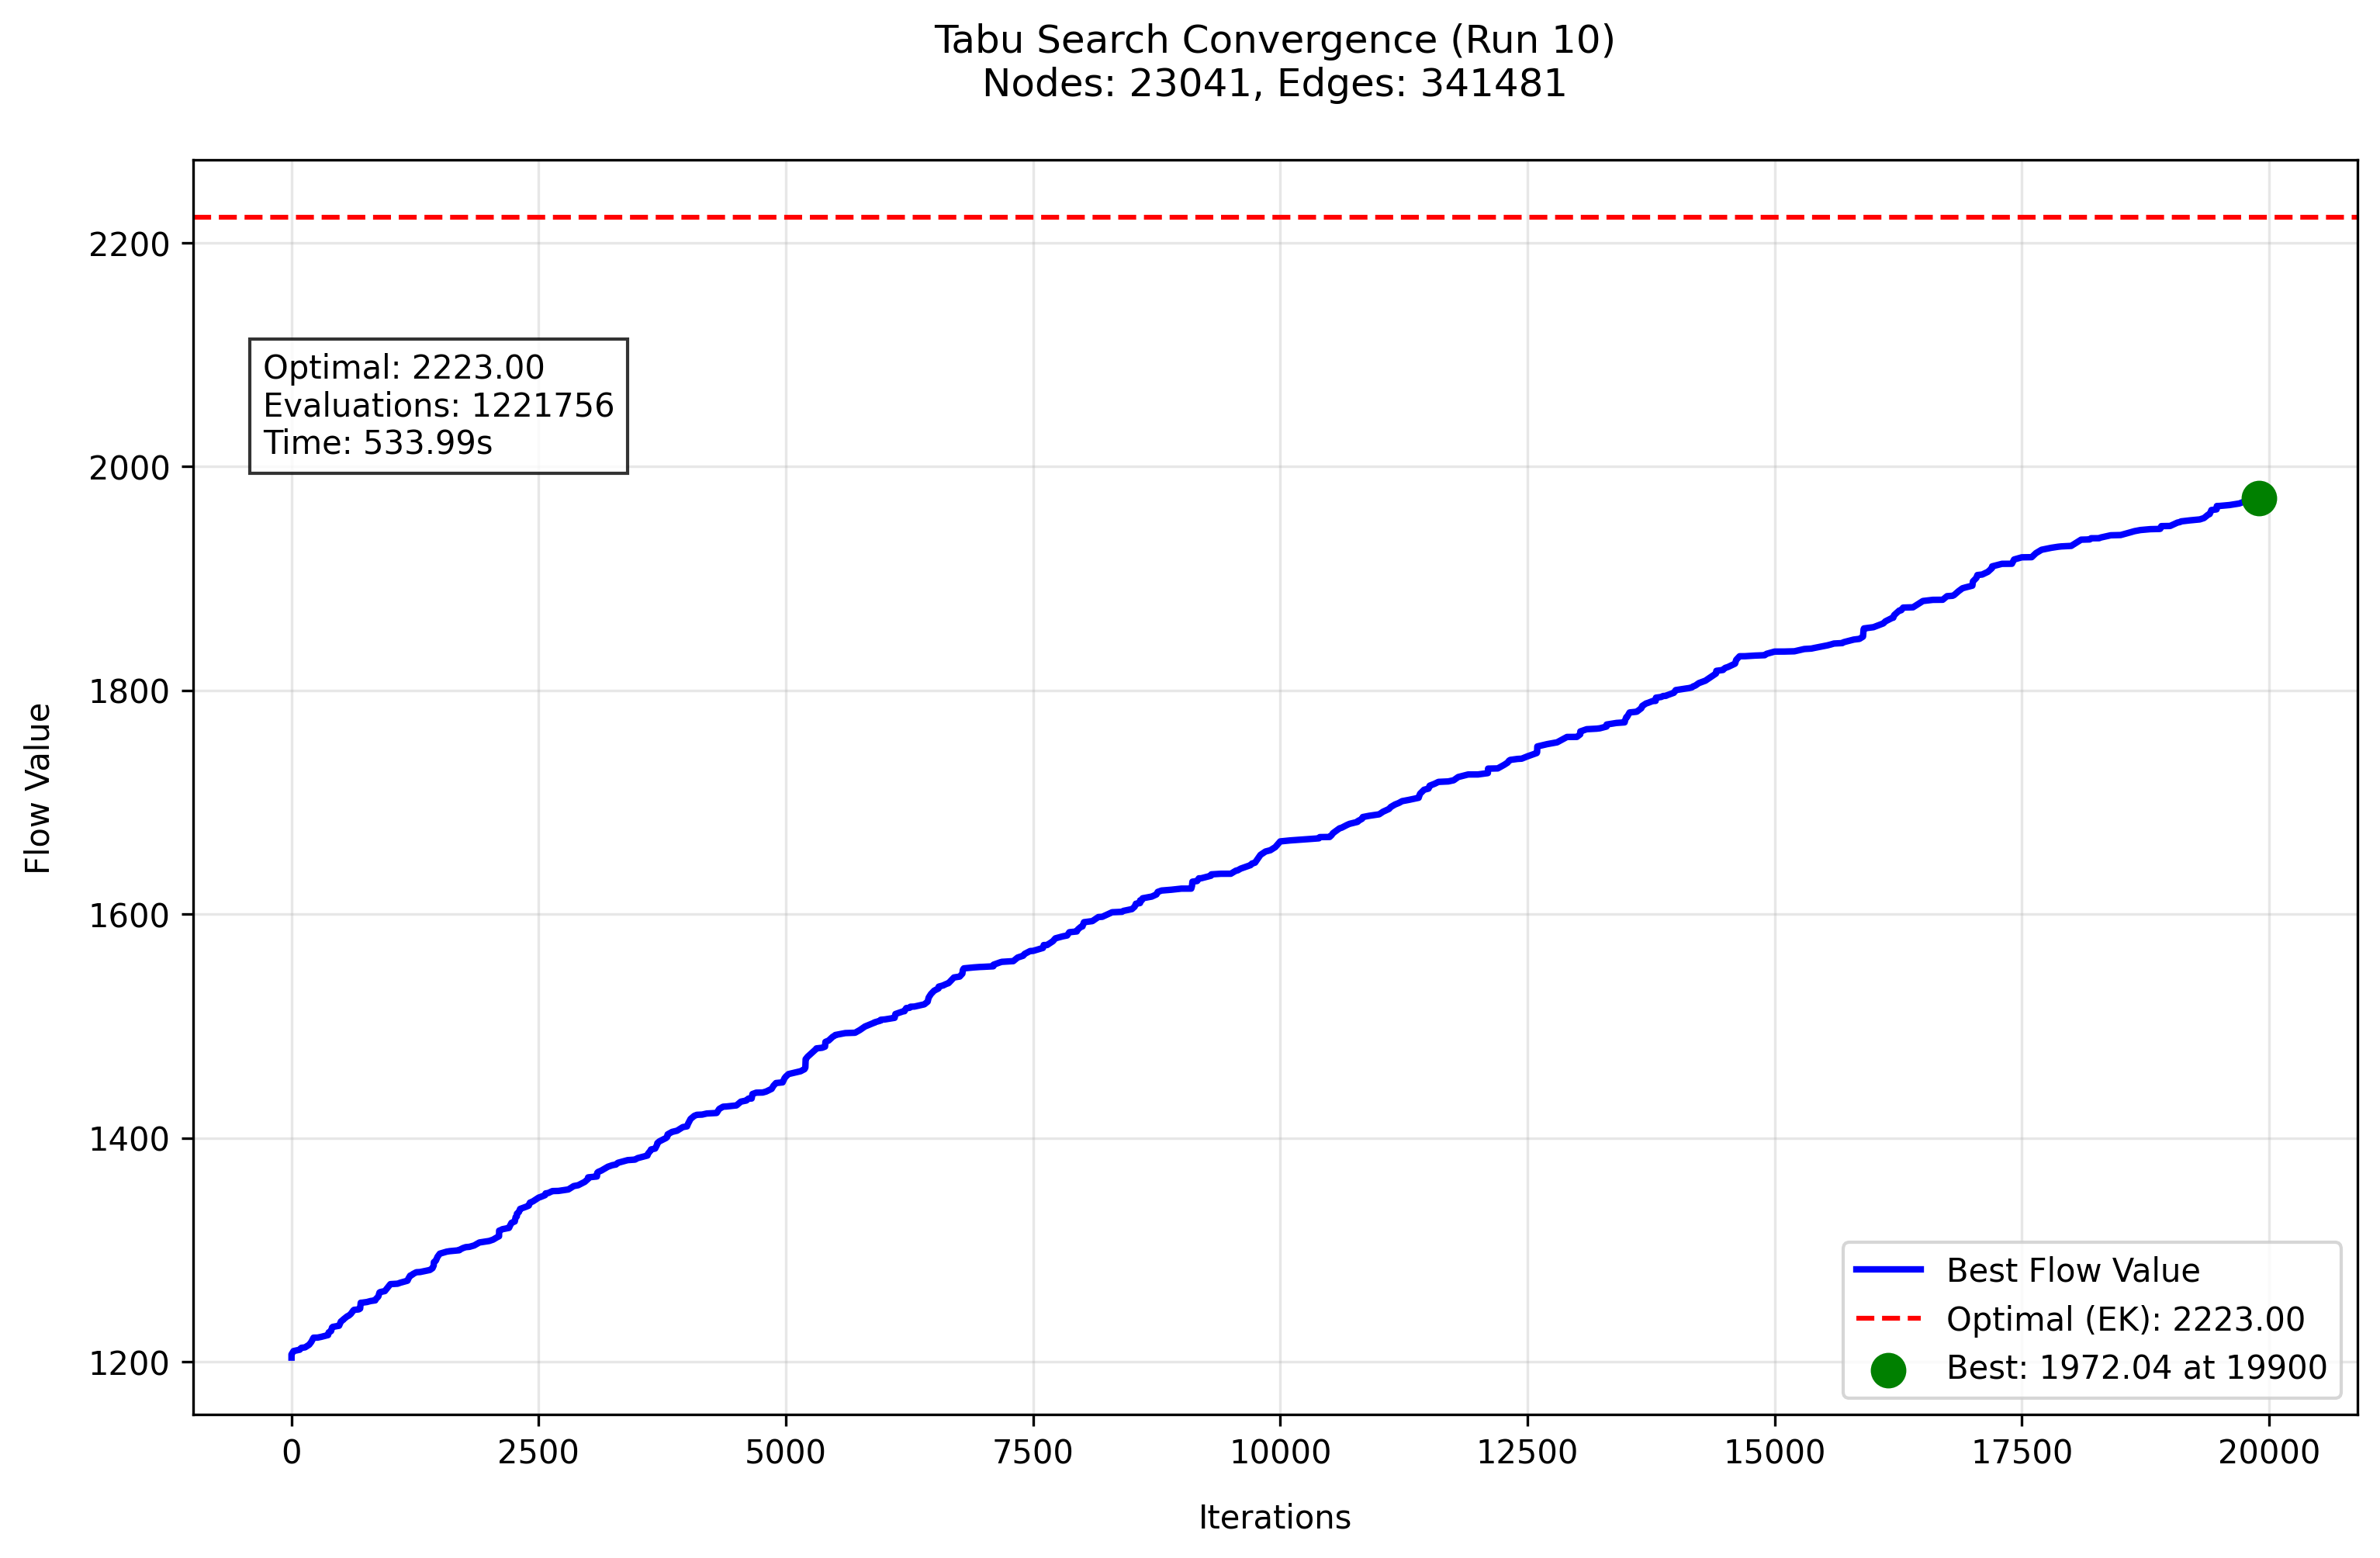 Tabu Search Convergence (Run 10)
Nodes: 23041, Edges: 341481
2200
2000
1800
1600
1400
1200
Flow Value
Optimal: 2223.00
Evaluations: 1221756
Time: 533.99s
Best Flow Value
Optimal (EK): 2223.00
Best: 1972.04 at 19900
0 2500 5000 7500 10000 12500 15000 17500 20000
Iterations